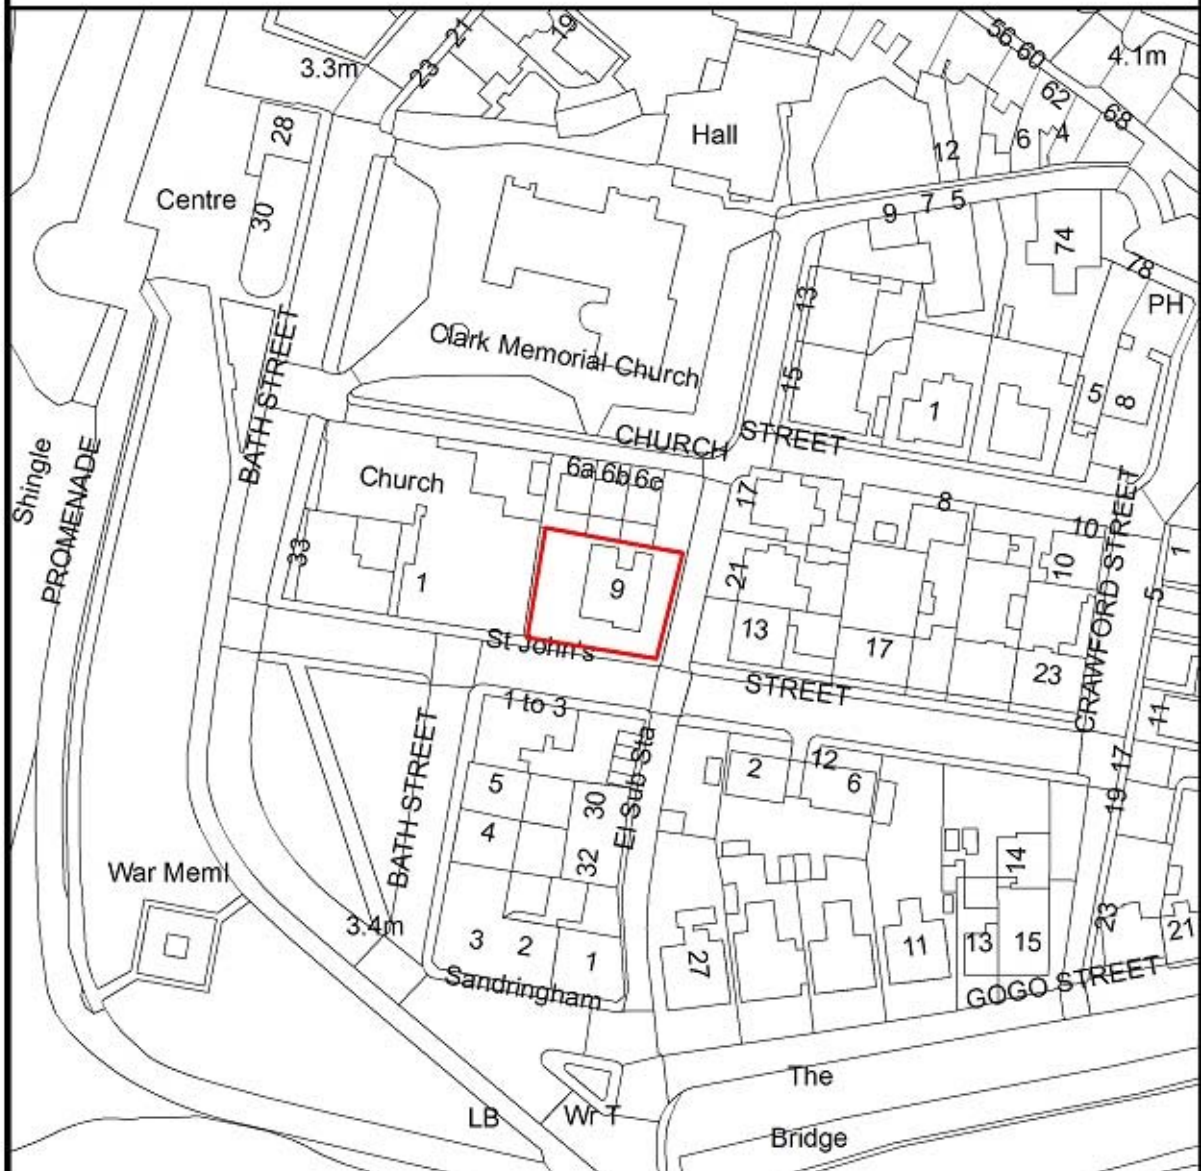 21
19
56 60
3.3m
23
4.1m
62
68
28
Hall
6
4
12
Centre
30
9
7
5
74
78
13
PH
Clark Memorial Church
15
5
8
1
BATH STREET
CHURCH STREET
Shingle
PROMENADE
Church
6a
6b
6c
17
8
10
33
1
9
21
10
CRAWFORD STREET
1
5
13
17
St John's STREET
23
1 to 3
11
BATH STREET
El Sub Sta
2
12
6
17
5
30
19
4
32
14
War Meml
3.4m
3
2
1
27
11
13
15
23
21
Sandringham
GOGO STREET
The
LB
Wr T
Bridge